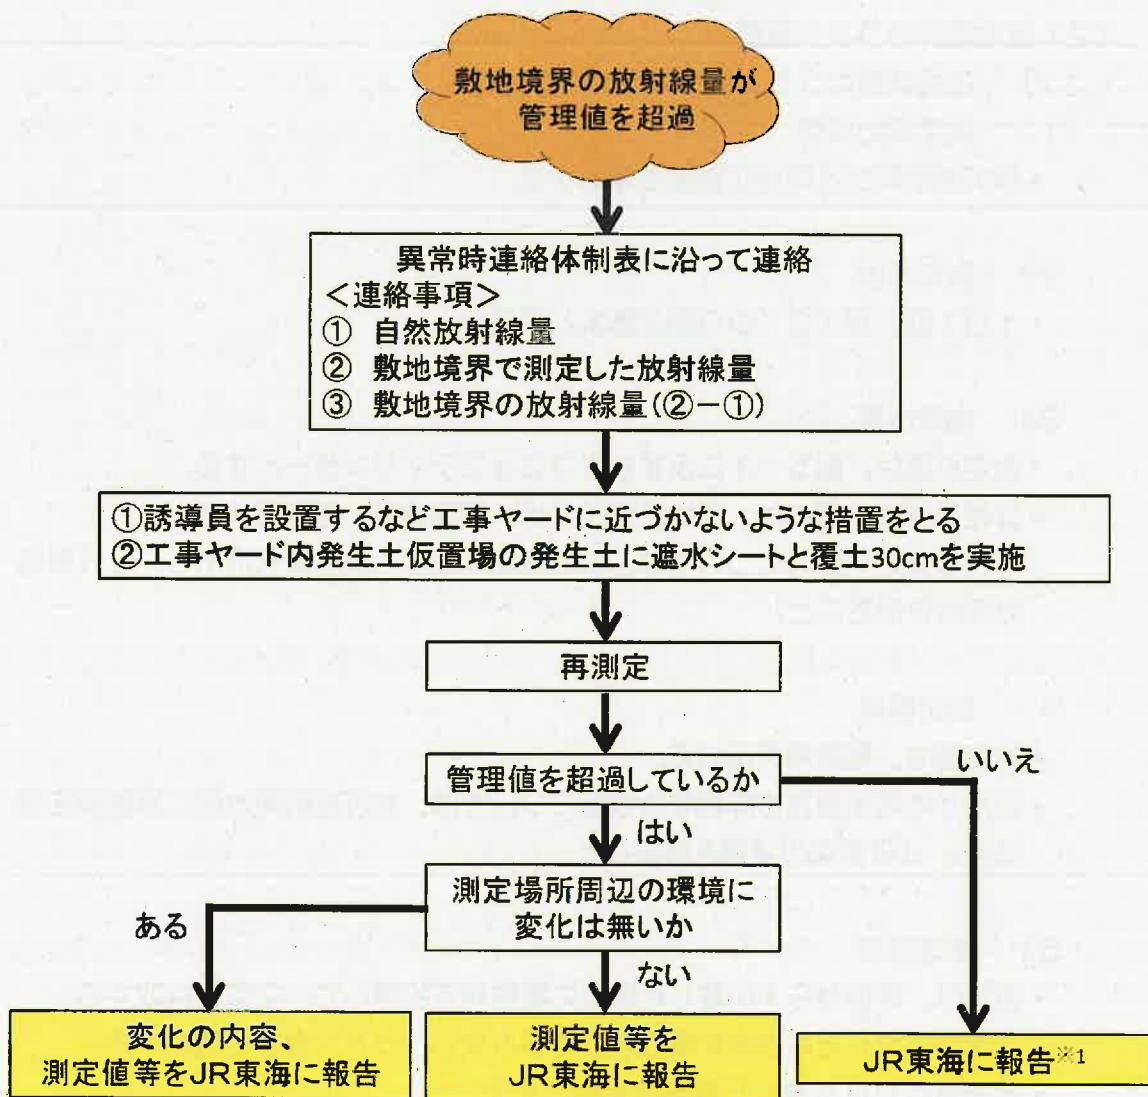 敷地境界の放射線量が
管理値を超過
異常時連絡体制表に沿って連絡
＜連絡事項＞
① 自然放射線量
② 敷地境界で測定した放射線量
③ 敷地境界の放射線量(②－①)
①誘導員を設置するなど工事ヤードに近づかないような措置をとる
②工事ヤード内発生土仮置場の発生土に遮水シートと覆土30cmを実施
再測定
管理値を超過しているか
いいえ
はい
測定場所周辺の環境に
変化は無いか
ある
ない
変化の内容、
測定値等をJR東海に報告
測定値等を
JR東海に報告
JR東海に報告※1